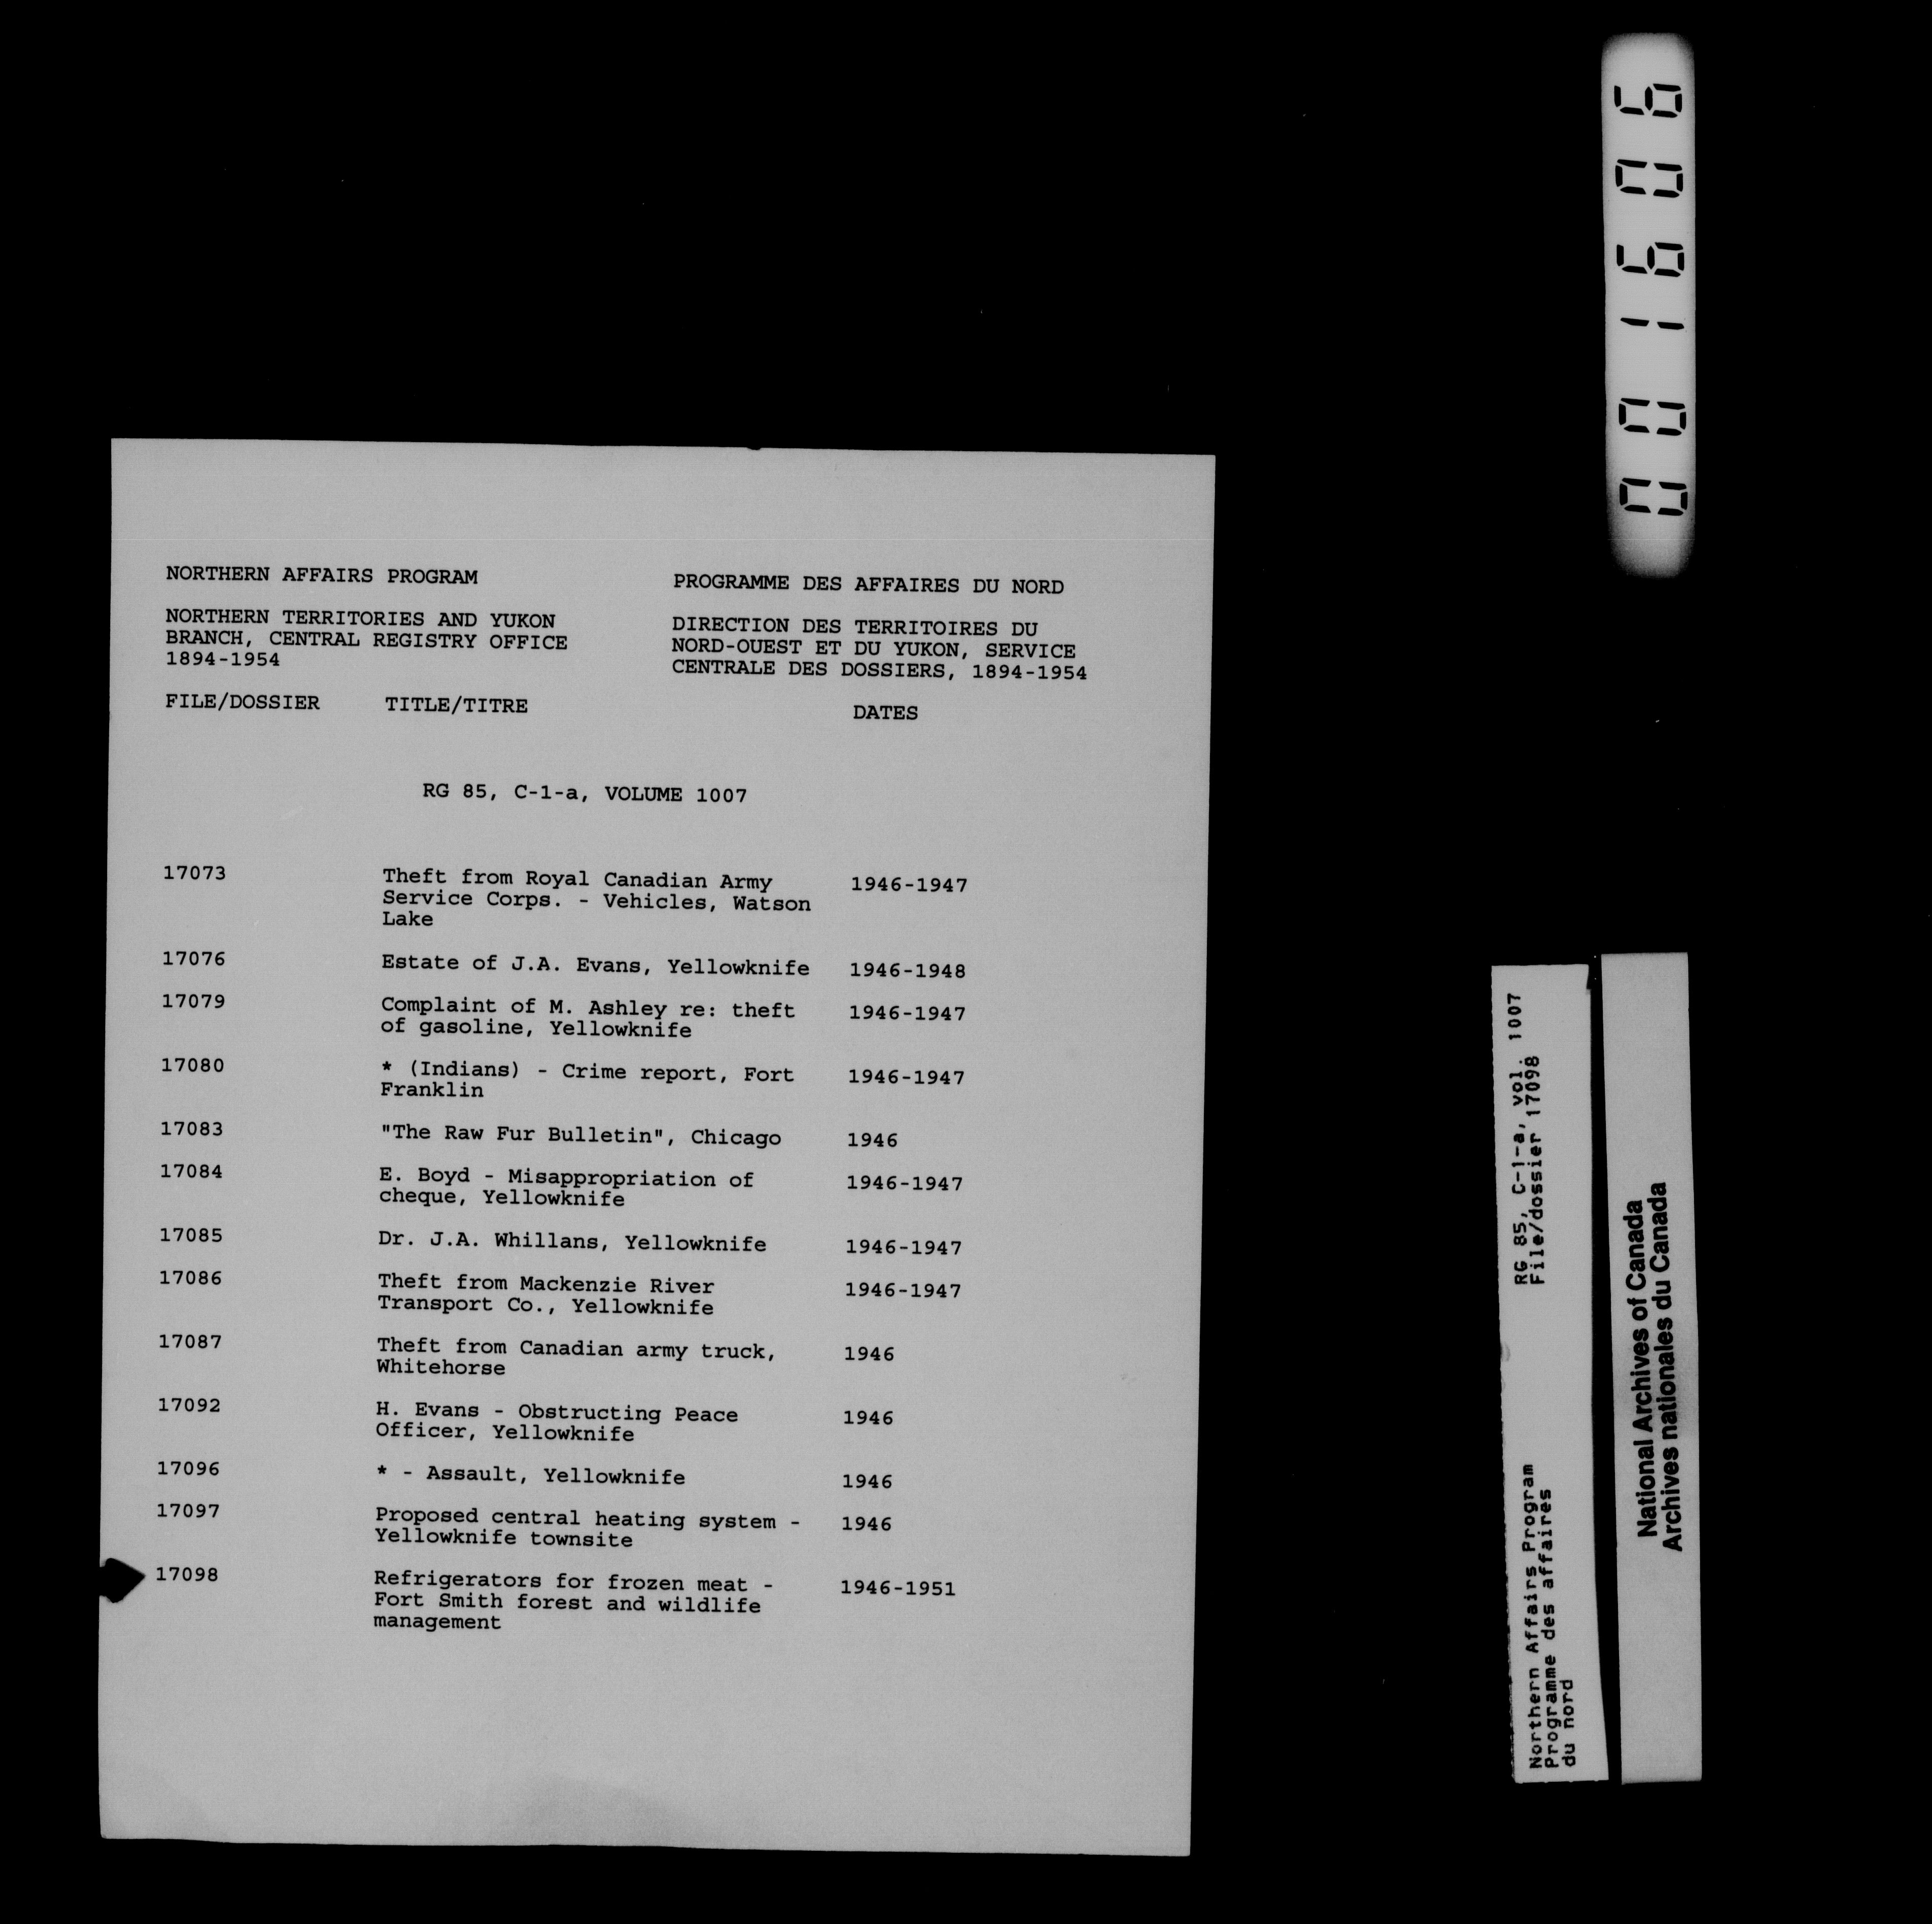 NORTHERN AFFAIRS PROGRAM
NORTHERN TERRITORIES AND YUKON
BRANCH, CENTRAL REGISTRY OFFICE
1894-1954
PROGRAMME DES AFFAIRES DU NORD
DIRECTION DES TERRITOIRES DU
NORD-OUEST ET DU YUKON, SERVICE
CENTRALE DES DOSSIERS, 1894-1954
FILE/DOSSIER TITLE/TITRE DATES
RG 85, C-1-a, VOLUME 1007
17073 Theft from Royal Canadian Army 1946-1947
Service Corps. - Vehicles, Watson
Lake
17076 Estate of J.A. Evans, Yellowknife 1946-1948
17079 Complaint of M. Ashley re: theft 1946-1947
of gasoline, Yellowknife
17080 * (Indians) - Crime report, Fort 1946-1947
Franklin
17083 "The Raw Fur Bulletin", Chicago 1946
17084 E. Boyd - Misappropriation of 1946-1947
cheque, Yellowknife
17085 Dr. J.A. Whillans, Yellowknife 1946-1947
17086 Theft from Mackenzie River 1946-1947
Transport Co., Yellowknife
17087 Theft from Canadian army truck, 1946
Whitehorse
17092 H. Evans - Obstructing Peace 1946
Officer, Yellowknife
17096 * - Assault, Yellowknife 1946
17097 Proposed central heating system - 1946
Yellowknife townsite
17098 Refrigerators for frozen meat - 1946-1951
Fort Smith forest and wildlife
management
001606
Northern Affairs Program
Programme des affaires
du nord
RG 85, C-1-a, vol. 1007
File/dossier 17098
National Archives of Canada
Archives nationales du Canada